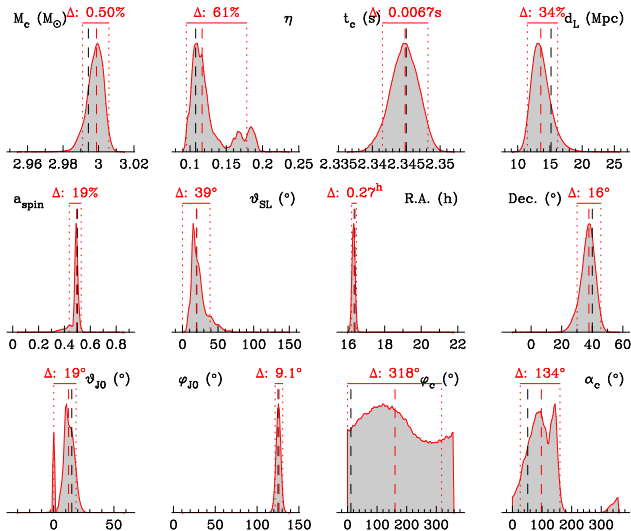 Δ: 0.50% Δ: 61% Δ: 0.0067s Δ: 34%
M_c (M_⊙) η t_c (s) d_L (Mpc)
2.96 2.98 3 3.02 0.1 0.15 0.2 0.25 2.335 2.34 2.345 2.35 10 15 20 25
Δ: 19% Δ: 39° Δ: 0.27^h Δ: 16°
a_spin ϑ_SL (°) R.A. (h) Dec. (°)
0 0.2 0.4 0.6 0.8 0 50 100 150 16 18 20 22 0 20 40 60
Δ: 19° Δ: 9.1° Δ: 318° Δ: 134°
ϑ_J0 (°) φ_J0 (°) φ_c (°) α_c (°)
0 50 0 50 100 150 0 100 200 300 0 100 200 300